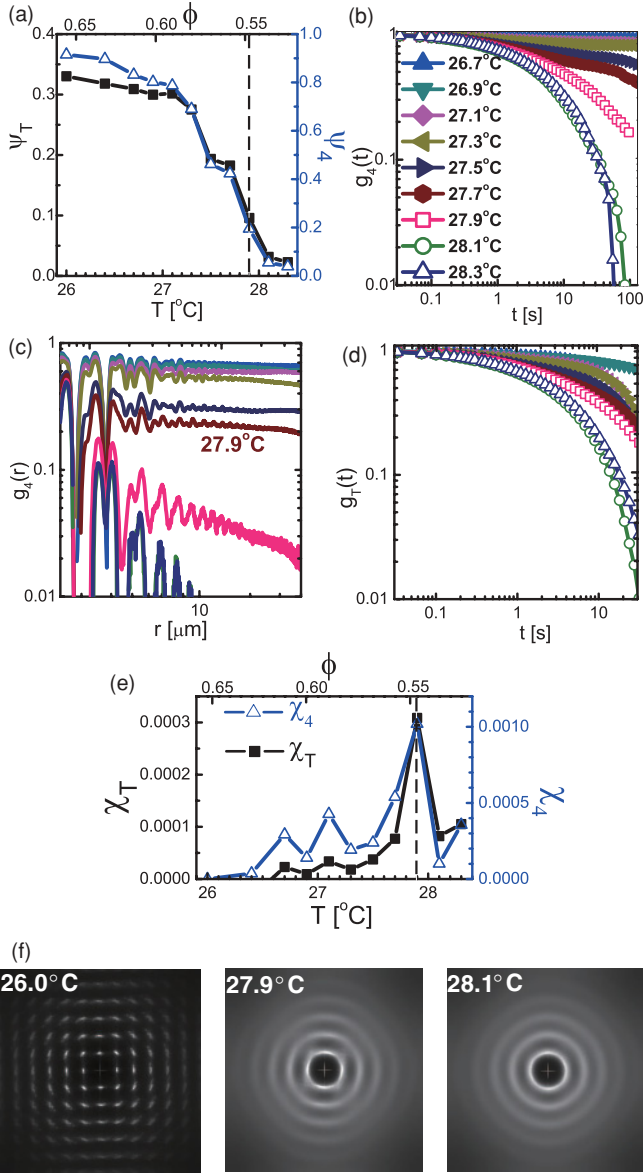 (a)
ϕ
0.65 0.60 0.55
0.4 1.0
0.8
0.3
0.6
ψT 0.2 ψ4
0.4
0.1
0.2
0.0 0.0
26 27 28
T [°C]
(b)
1
g4(t) 0.1
0.01
26.7°C
26.9°C
27.1°C
27.3°C
27.5°C
27.7°C
27.9°C
28.1°C
28.3°C
0.1 1 10 100
t [s]
(c)
1
g4(r) 0.1
0.01
27.9°C
10
r [μm]
(d)
1
gT(t) 0.1
0.01
0.1 1 10
t [s]
(e)
ϕ
0.65 0.60 0.55
χ4
χT
0.0003
0.0002
0.0001
0.0000
χT
0.0010
0.0005
0.0000
χ4
26 27 28
T [°C]
(f)
26.0°C 27.9°C 28.1°C